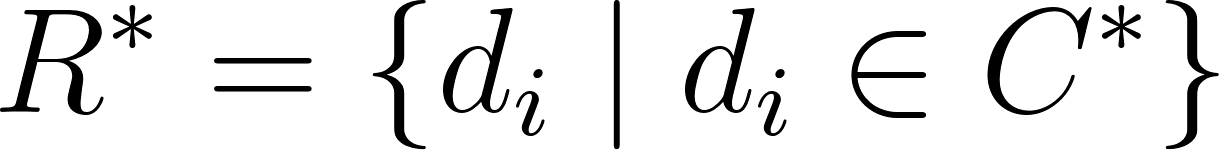 R* = {d_i | d_i ∈ C*}